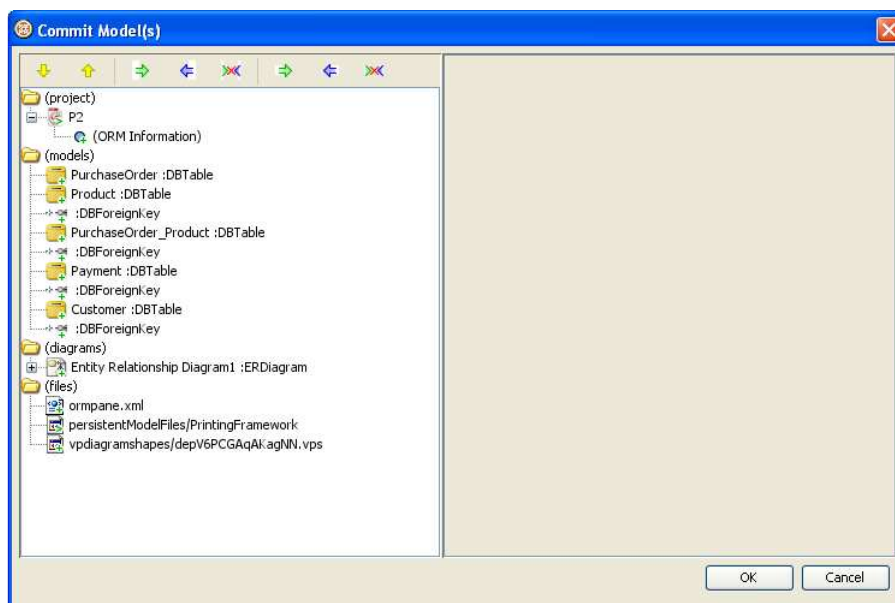 Commit Model(s)
(project)
P2
(ORM Information)
(models)
PurchaseOrder :DBTable
Product :DBTable
:DBForeignKey
PurchaseOrder_Product :DBTable
:DBForeignKey
Payment :DBTable
:DBForeignKey
Customer :DBTable
:DBForeignKey
(diagrams)
Entity Relationship Diagram1 :ERDiagram
(files)
ormpane.xml
persistentModelFiles/PrintingFramework
vpdiagramshapes/depV6PCGAqAKagNN.vps
OK Cancel